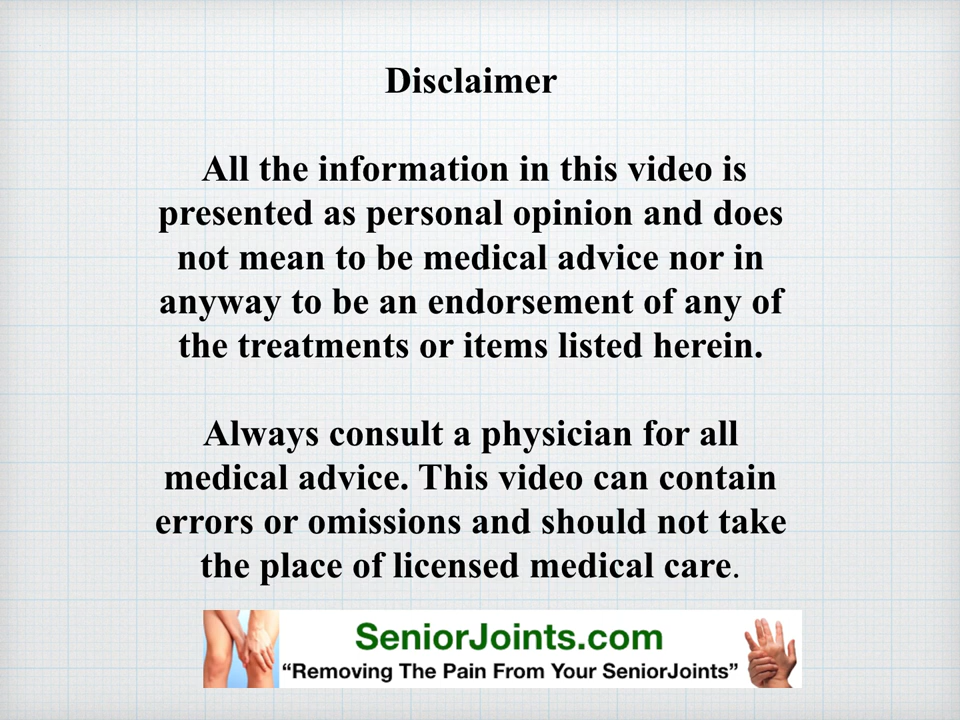 Disclaimer
All the information in this video is
presented as personal opinion and does
not mean to be medical advice nor in
anyway to be an endorsement of any of
the treatments or items listed herein.
Always consult a physician for all
medical advice. This video can contain
errors or omissions and should not take
the place of licensed medical care.
SeniorJoints.com
“Removing The Pain From Your SeniorJoints”